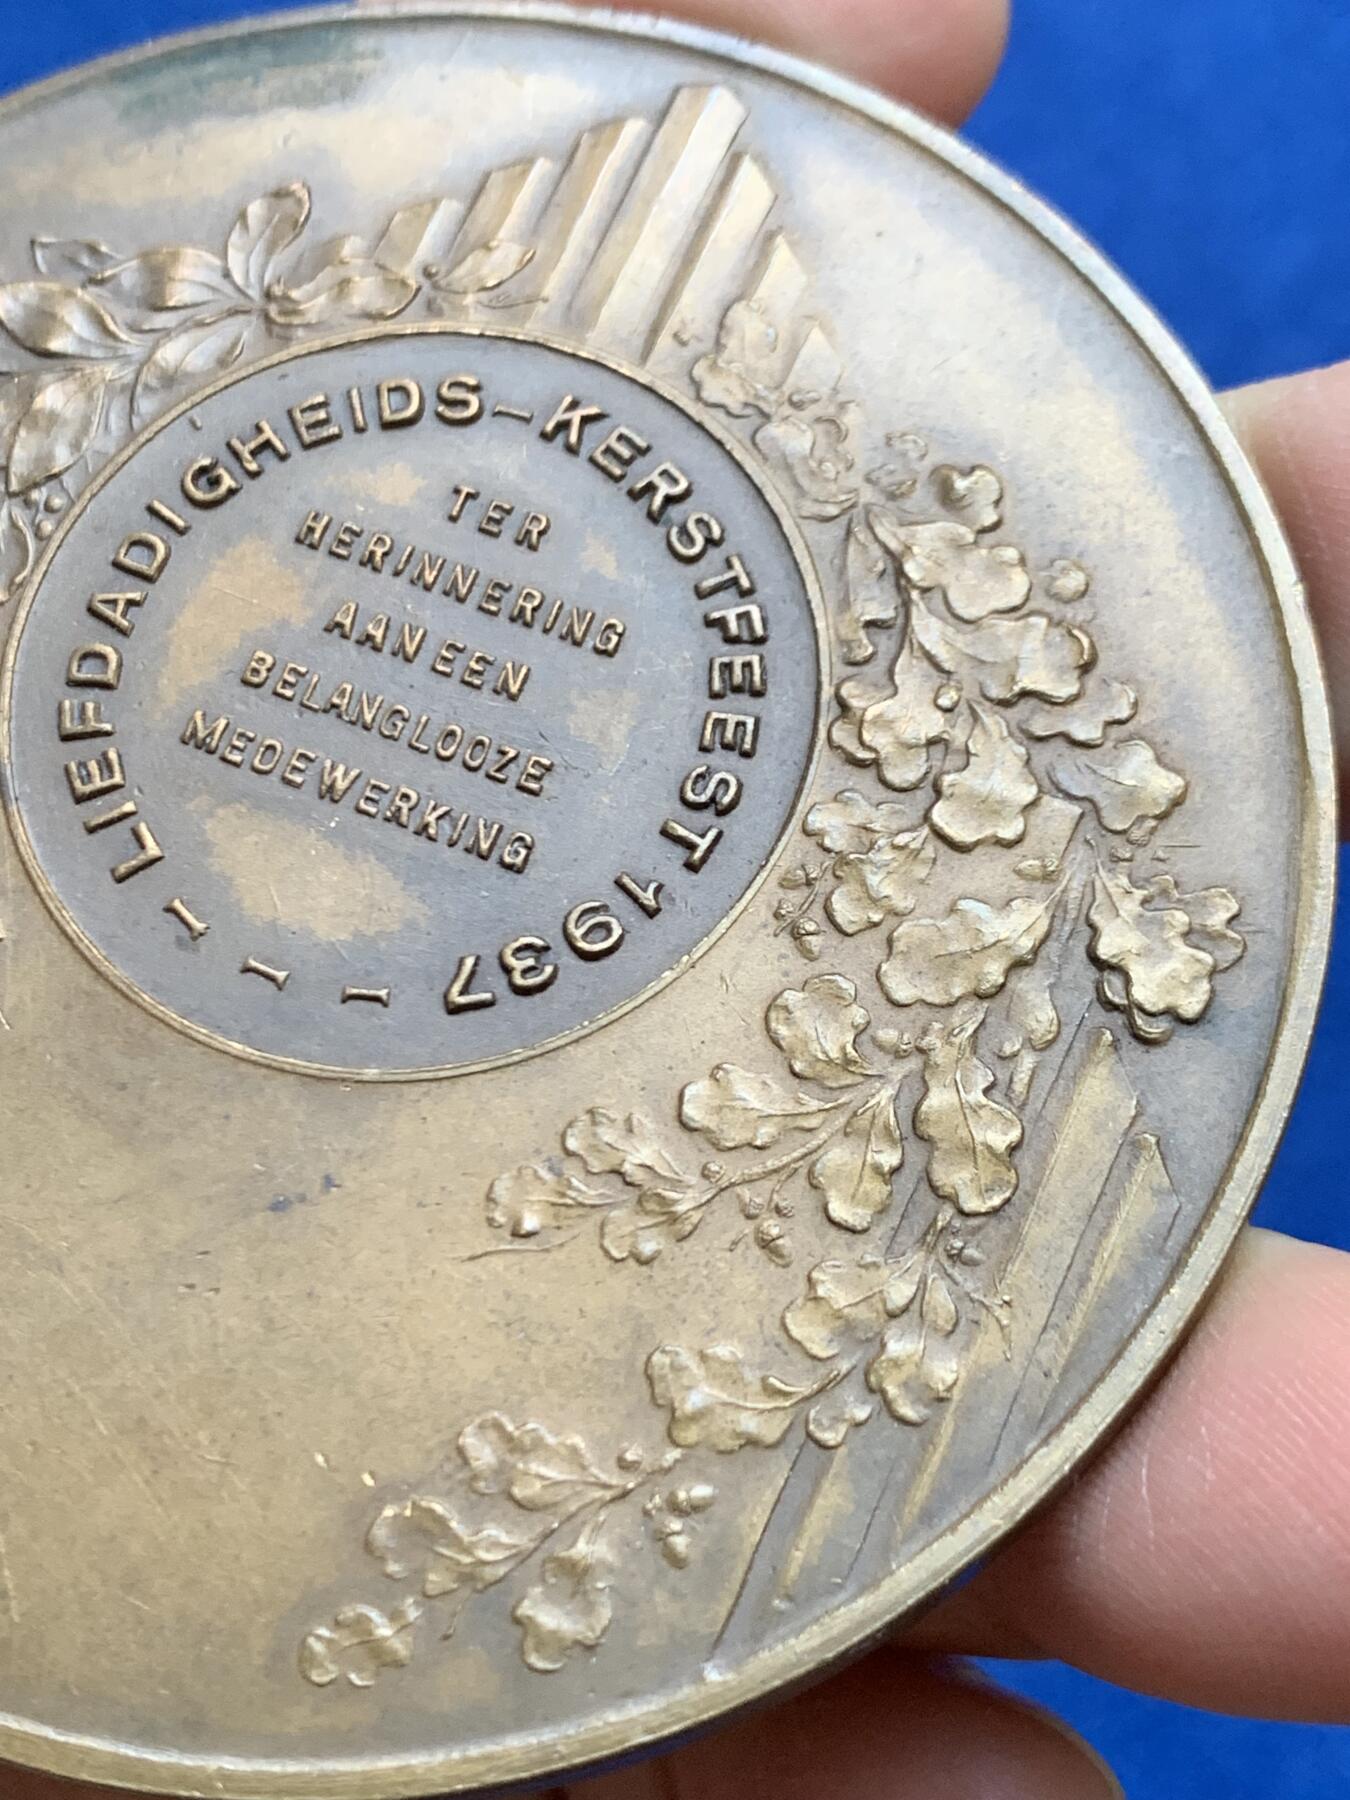 LIEFDADIGHEIDS-KERSTFEEST 1937
TER
HERINNERING
AAN EEN
BELANGLOOZE
MEDEWERKING